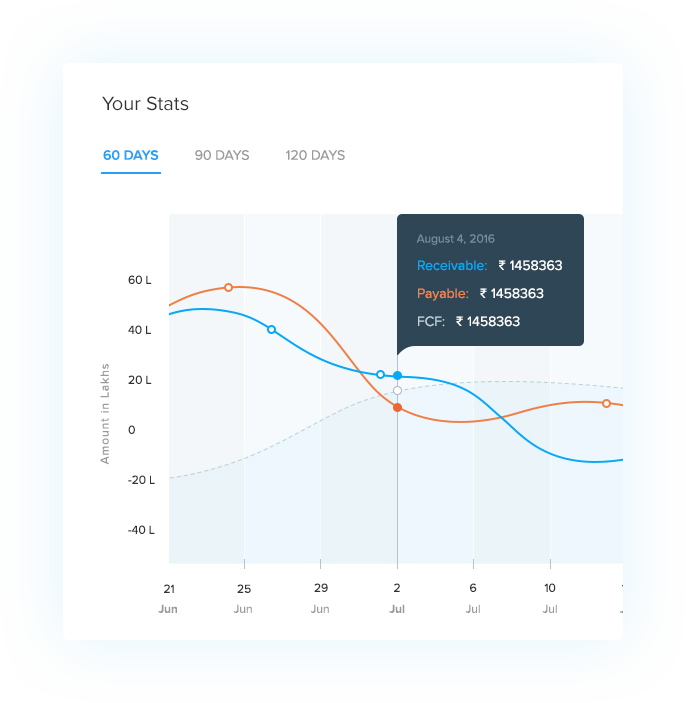 Your Stats
60 DAYS 90 DAYS 120 DAYS
August 4, 2016
Receivable: ₹ 1458363
Payable: ₹ 1458363
FCF: ₹ 1458363
60 L
40 L
20 L
0
-20 L
-40 L
Amount in Lakhs
21 25 29 2 6 10
Jun Jun Jun Jul Jul Jul